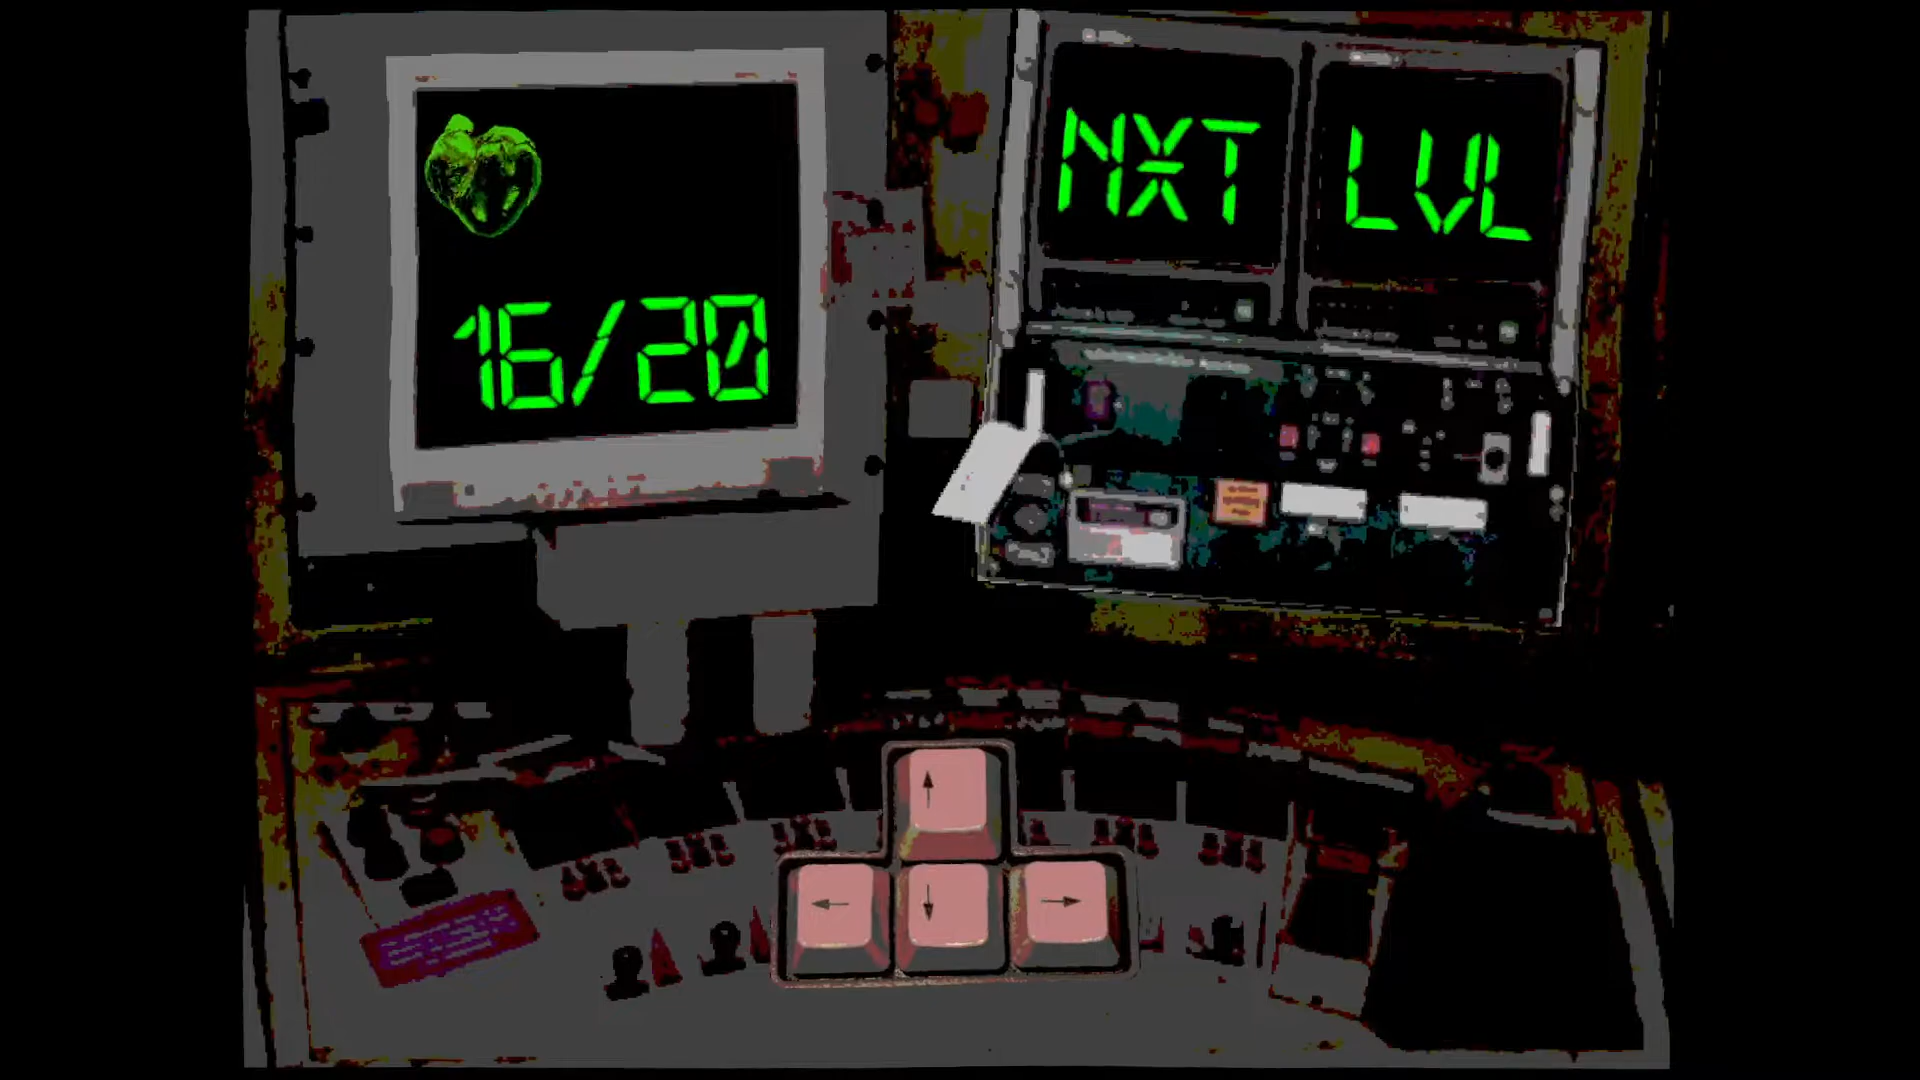 16/20
NXT
LVL
↑
←
↓
→